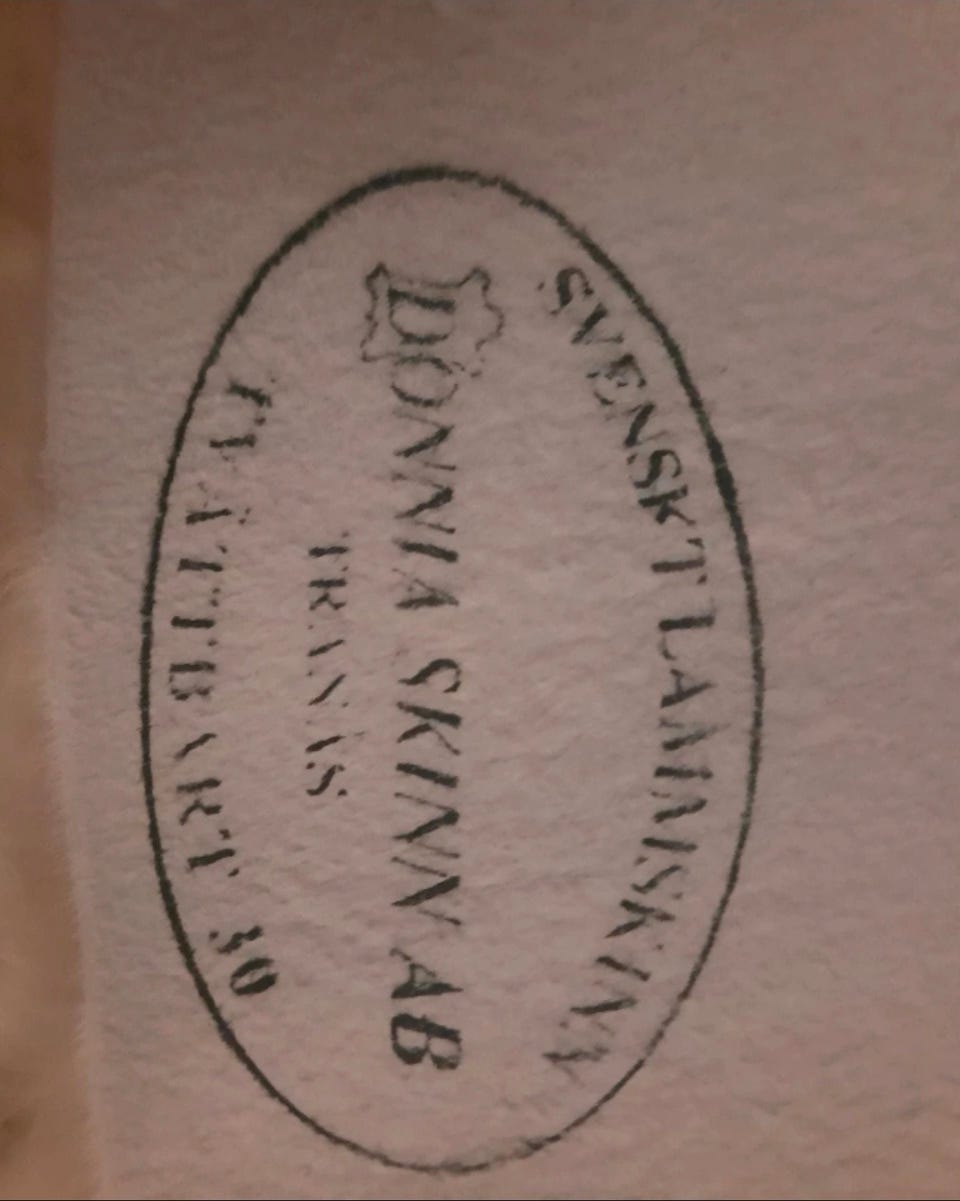 SVENSKT LAMMSKINN
DONNIA SKINN AB
TRANÅS
TVÄTTBART 30